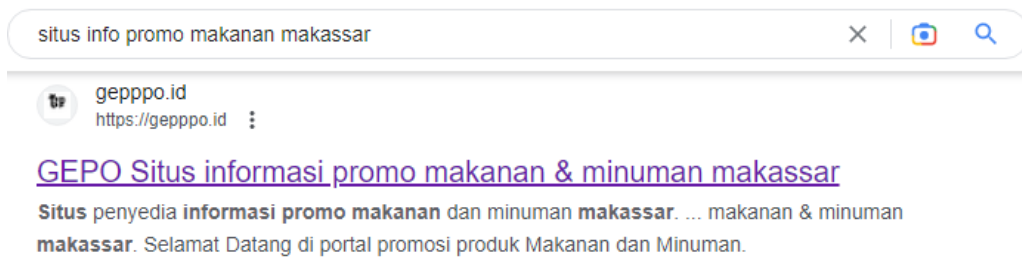 situs info promo makanan makassar
gepppo.id
https://gepppo.id
GEPO Situs informasi promo makanan & minuman makassar
Situs penyedia informasi promo makanan dan minuman makassar. ... makanan & minuman
makassar. Selamat Datang di portal promosi produk Makanan dan Minuman.